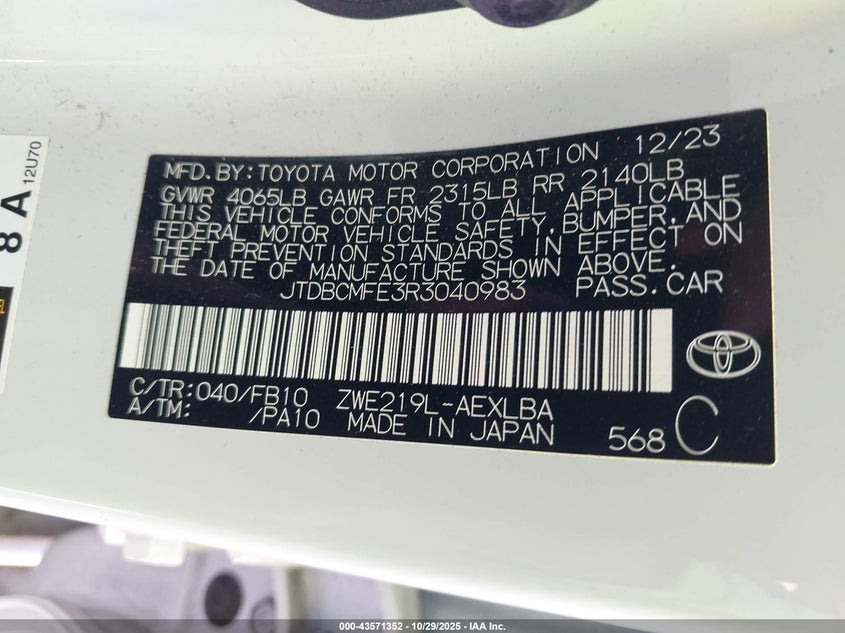 12U70
8 A
MFD.BY:TOYOTA MOTOR CORPORATION 12/23
GVWR 4065LB GAWR FR 2315LB RR 2140LB
THIS VEHICLE CONFORMS TO ALL APPLICABLE
FEDERAL MOTOR VEHICLE SAFETY,BUMPER,AND
THEFT PREVENTION STANDARDS IN EFFECT ON
THE DATE OF MANUFACTURE SHOWN ABOVE.
JTDBCMFE3R3040983 PASS.CAR
C/TR:040/FB10 ZWE219L-AEXLBA
A/TM: /PA10 MADE IN JAPAN 568 C
000-43571352 - 10/29/2025 - IAA Inc.